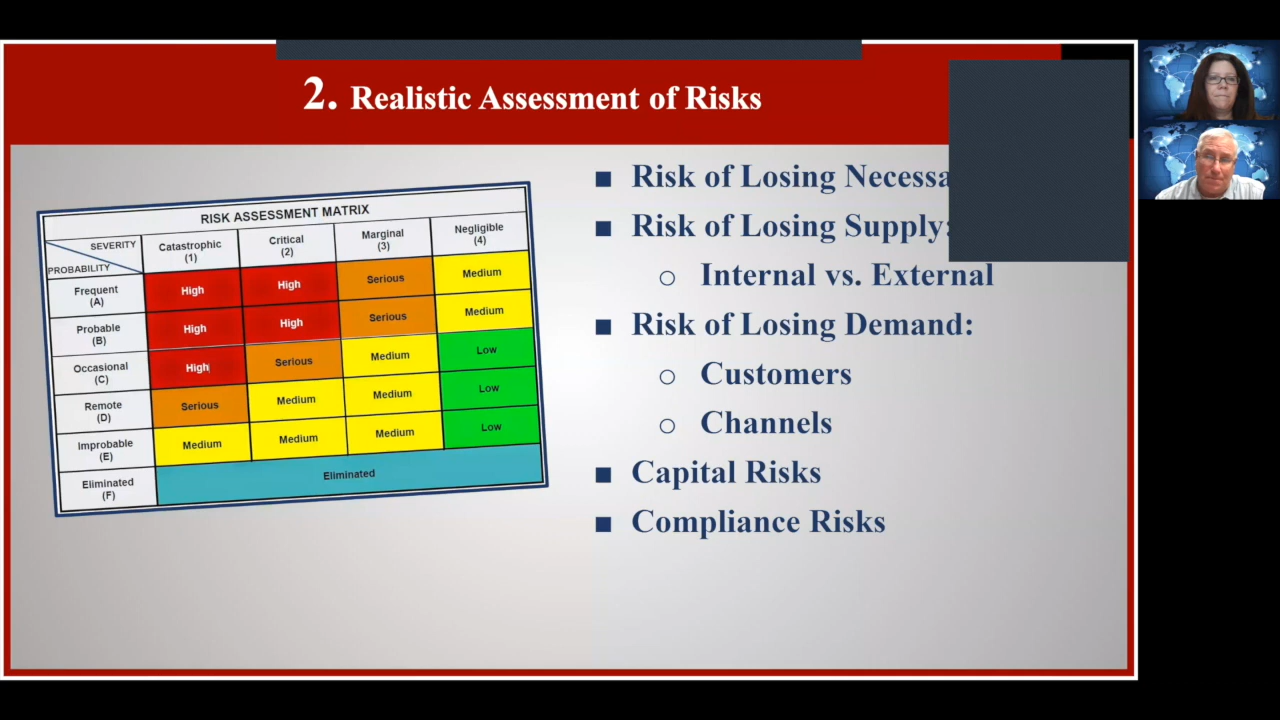 2. Realistic Assessment of Risks
RISK ASSESSMENT MATRIX
SEVERITY
PROBABILITY
Catastrophic
(1)
Critical
(2)
Marginal
(3)
Negligible
(4)
Frequent
(A)
High
High
Serious
Medium
Probable
(B)
High
High
Serious
Medium
Occasional
(C)
High
Serious
Medium
Low
Remote
(D)
Serious
Medium
Medium
Low
Improbable
(E)
Medium
Medium
Medium
Low
Eliminated
(F)
Eliminated
■ Risk of Losing Necessa
■ Risk of Losing Supply:
o Internal vs. External
■ Risk of Losing Demand:
o Customers
o Channels
■ Capital Risks
■ Compliance Risks